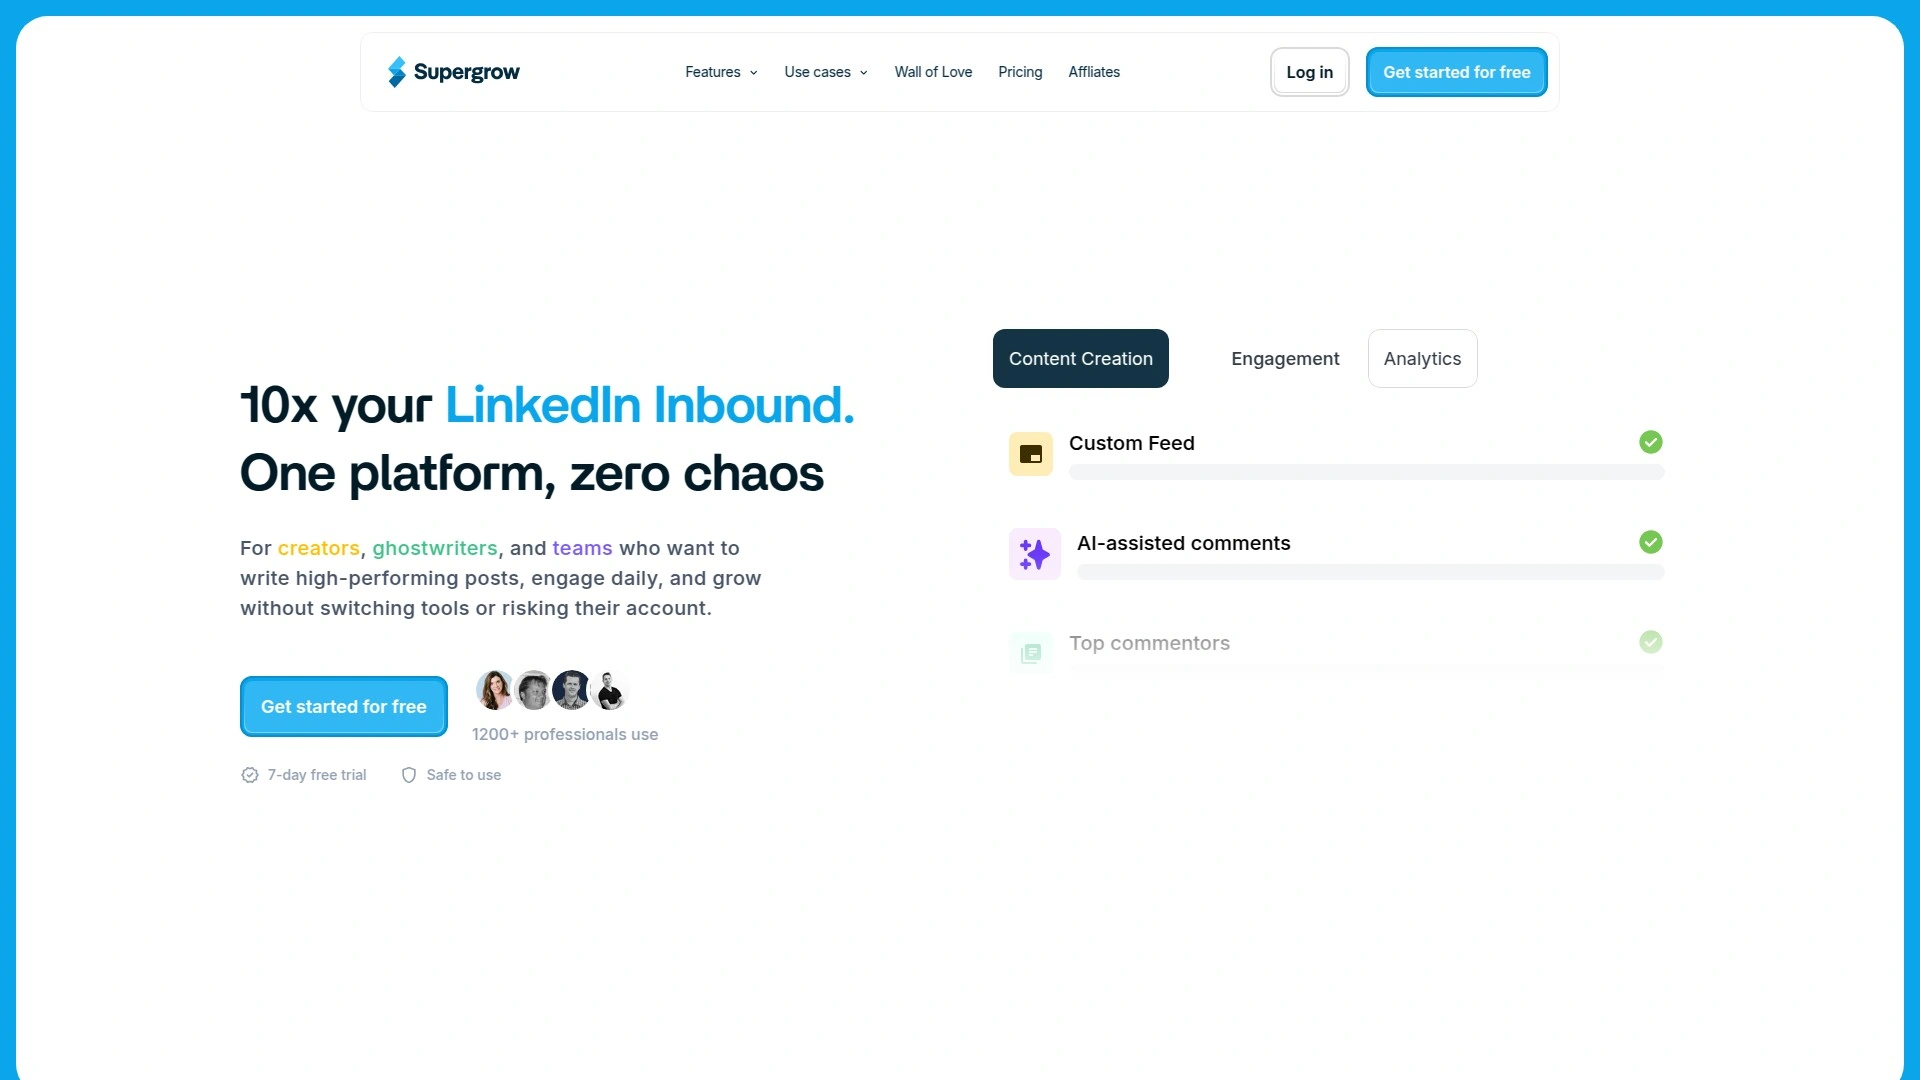 Supergrow
Features
Use cases
Wall of Love
Pricing
Affliates
Log in
Get started for free
10x your LinkedIn Inbound.
One platform, zero chaos
For creators, ghostwriters, and teams who want to
write high-performing posts, engage daily, and grow
without switching tools or risking their account.
Get started for free
1200+ professionals use
7-day free trial
Safe to use
Content Creation
Engagement
Analytics
Custom Feed
AI-assisted comments
Top commentors